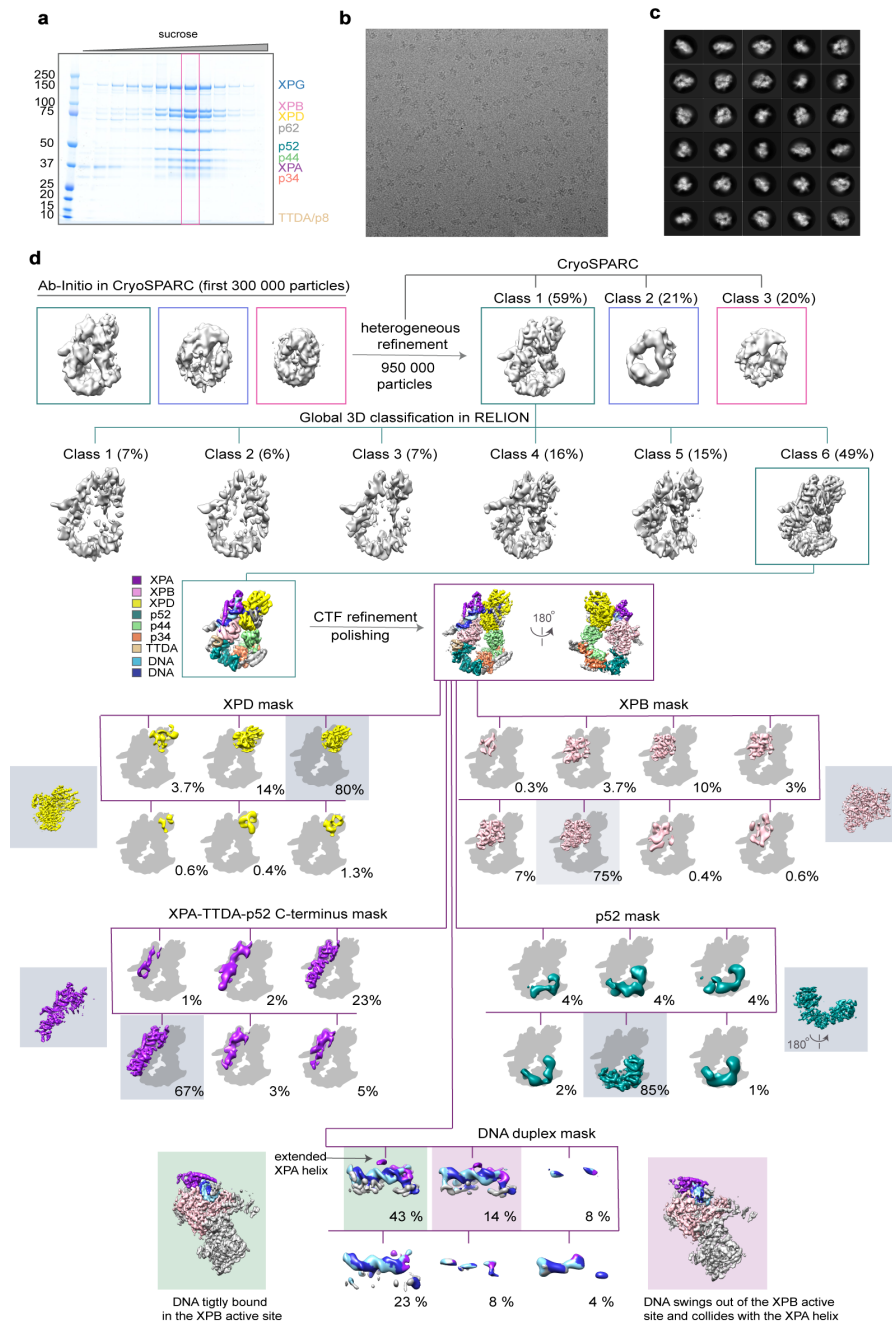 a
sucrose
250
150
100
75
50
37
25
20
15
10
XPG
XPB
XPD
p62
p52
p44
XPA
p34
TTDA/p8
b
c
d
Ab-Initio in CryoSPARC (first 300 000 particles)
heterogeneous
refinement
950 000
particles
CryoSPARC
Class 1 (59%)
Class 2 (21%)
Class 3 (20%)
Global 3D classification in RELION
Class 1 (7%)
Class 2 (6%)
Class 3 (7%)
Class 4 (16%)
Class 5 (15%)
Class 6 (49%)
XPA
XPB
XPD
p52
p44
p34
TTDA
DNA
DNA
CTF refinement
polishing
180°
XPD mask
3.7%
14%
80%
0.6%
0.4%
1.3%
XPB mask
0.3%
3.7%
10%
3%
7%
75%
0.4%
0.6%
XPA-TTDA-p52 C-terminus mask
1%
2%
23%
67%
3%
5%
p52 mask
4%
4%
4%
2%
85%
1%
180°
DNA duplex mask
extended
XPA helix
43 %
14 %
8 %
23 %
8 %
4 %
DNA tigtly bound
in the XPB active site
DNA swings out of the XPB active
site and collides with the XPA helix